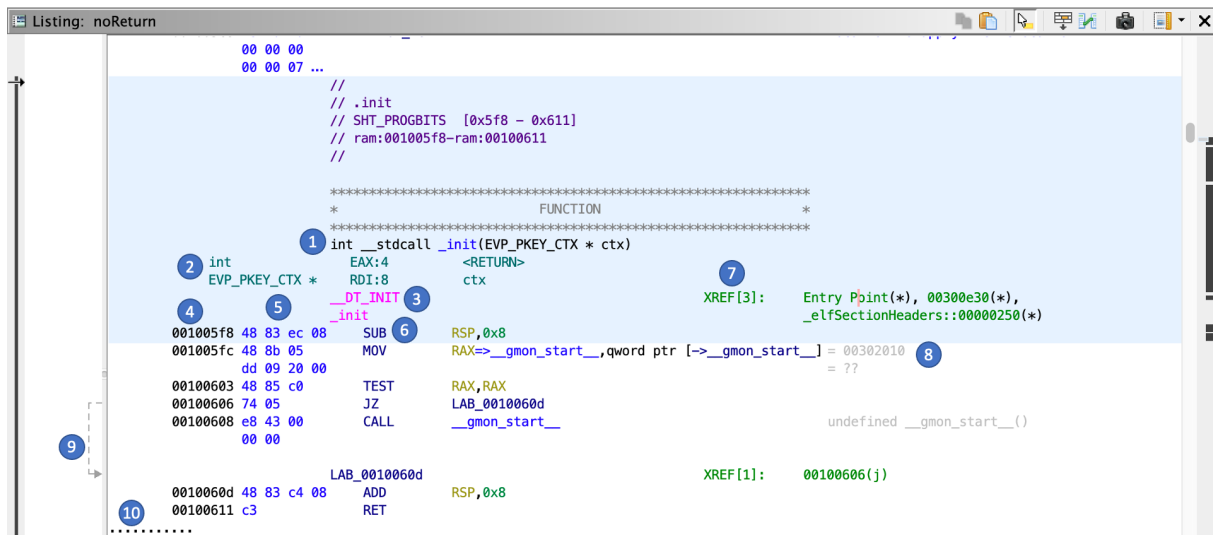 Listing: noReturn
00 00 00
00 00 07 ...
//
// .init
// SHT_PROGBITS [0x5f8 - 0x611]
// ram:001005f8-ram:00100611
//
*************************************************************
* FUNCTION *
*************************************************************
1 int __stdcall _init(EVP_PKEY_CTX * ctx)
2 int EAX:4 <RETURN> 7
EVP_PKEY_CTX * RDI:8 ctx
4 5 __DT_INIT 3 XREF[3]: Entry Point(*), 00300e30(*),
_init _elfSectionHeaders::00000250(*)
001005f8 48 83 ec 08 SUB 6 RSP,0x8
001005fc 48 8b 05 MOV RAX=>__gmon_start__,qword ptr [->__gmon_start__] = 00302010 8
dd 09 20 00 = ??
00100603 48 85 c0 TEST RAX,RAX
00100606 74 05 JZ LAB_0010060d
00100608 e8 43 00 CALL __gmon_start__ undefined __gmon_start__()
00 00
9
LAB_0010060d XREF[1]: 00100606(j)
0010060d 48 83 c4 08 ADD RSP,0x8
00100611 c3 RET
10
...........